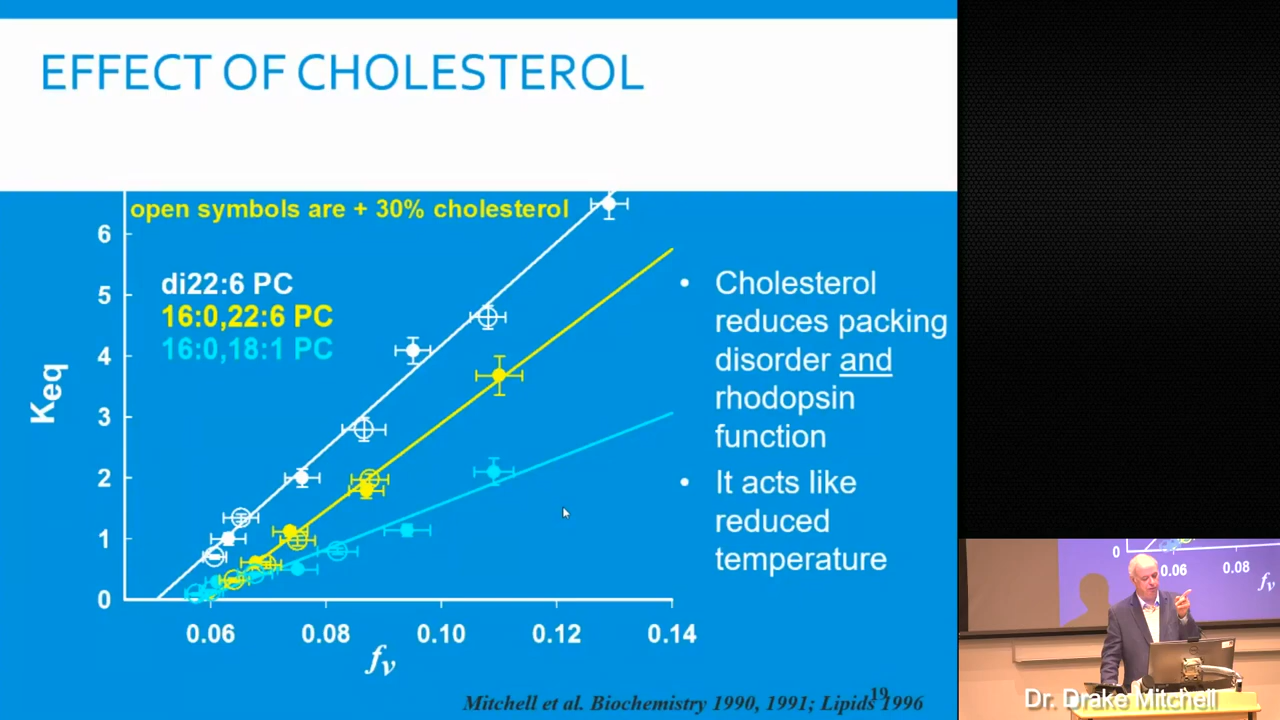 EFFECT OF CHOLESTEROL
open symbols are + 30% cholesterol
di22:6 PC
16:0,22:6 PC
16:0,18:1 PC
Keq
6
5
4
3
2
1
0
0.06 0.08 0.10 0.12 0.14
fv
• Cholesterol
reduces packing
disorder and
rhodopsin
function
• It acts like
reduced
temperature
Mitchell et al. Biochemistry 1990, 1991; Lipids 1996
19
0
0.06 0.08
fv
Dr. Drake Mitchell